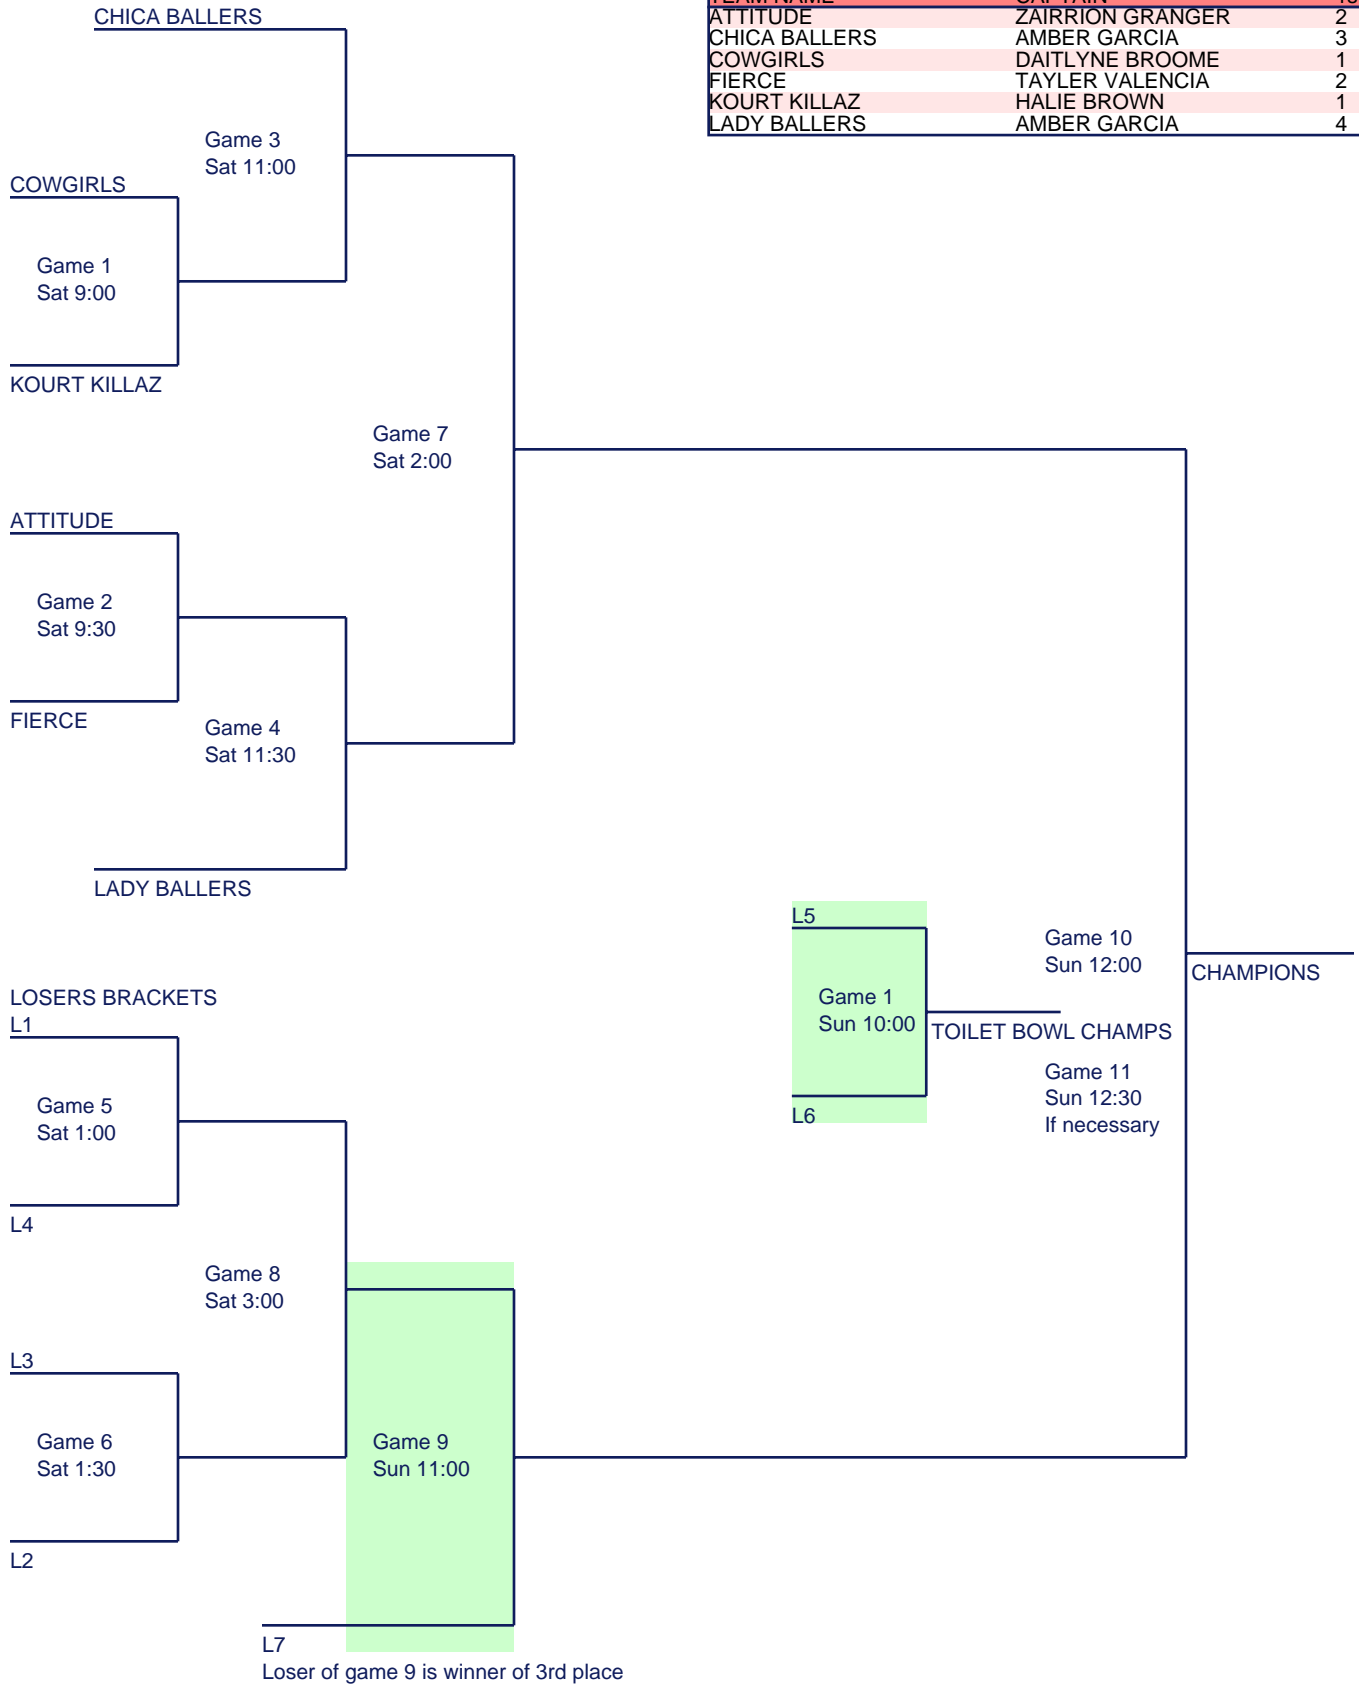 CHICA BALLERS
TEAM NAME CAPTAIN
ATTITUDE ZAIRRION GRANGER 2
CHICA BALLERS AMBER GARCIA 3
COWGIRLS DAITLYNE BROOME 1
FIERCE TAYLER VALENCIA 2
KOURT KILLAZ HALIE BROWN 1
LADY BALLERS AMBER GARCIA 4
Game 3
Sat 11:00
COWGIRLS
Game 1
Sat 9:00
KOURT KILLAZ
Game 7
Sat 2:00
ATTITUDE
Game 2
Sat 9:30
FIERCE
Game 4
Sat 11:30
LADY BALLERS
L5
Game 10
Sun 12:00
CHAMPIONS
LOSERS BRACKETS
L1
Game 1
Sun 10:00
TOILET BOWL CHAMPS
Game 11
Sun 12:30
If necessary
L6
Game 5
Sat 1:00
L4
Game 8
Sat 3:00
L3
Game 6
Sat 1:30
Game 9
Sun 11:00
L2
L7
Loser of game 9 is winner of 3rd place